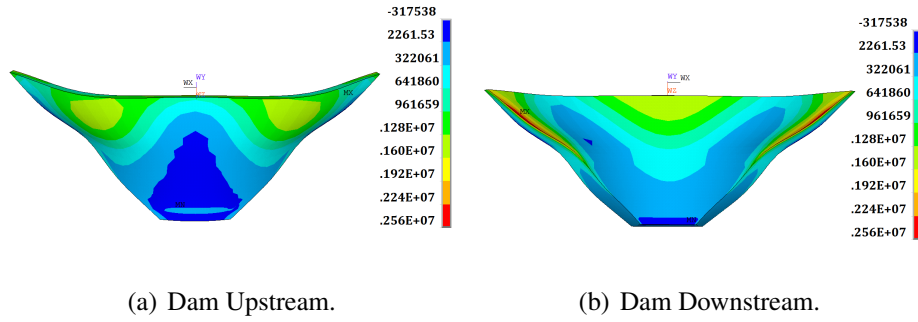 -317538
2261.53
322061
641860
961659
.128E+07
.160E+07
.192E+07
.224E+07
.256E+07
WX
WY
WZ
MX
(a) Dam Upstream.
-317538
2261.53
322061
641860
961659
.128E+07
.160E+07
.192E+07
.224E+07
.256E+07
WY WX
WZ
MX
(b) Dam Downstream.